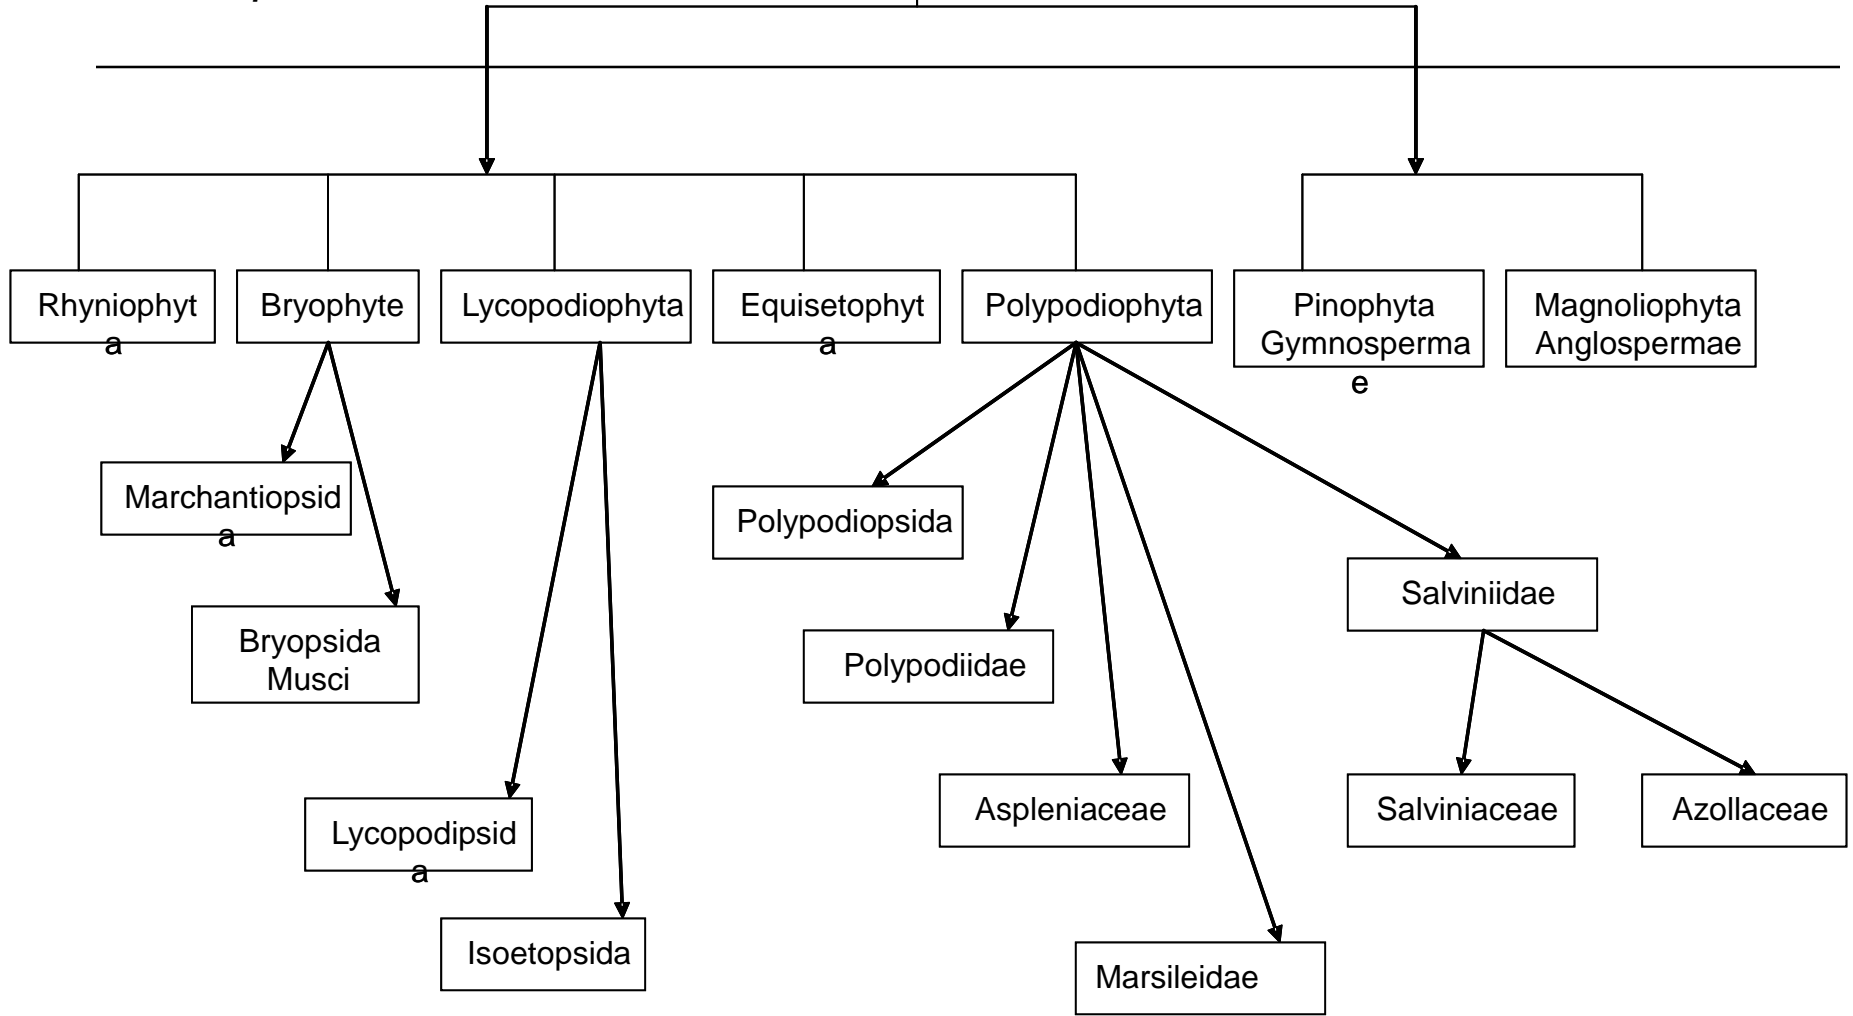 Rhyniophyt
a
Bryophyte
Lycopodiophyta
Equisetophyt
a
Polypodiophyta
Pinophyta
Gymnosperma
e
Magnoliophyta
Anglospermae
Marchantiopsid
a
Polypodiopsida
Salviniidae
Bryopsida
Musci
Polypodiidae
Lycopodipsid
a
Aspleniaceae
Salviniaceae
Azollaceae
Isoetopsida
Marsileidae